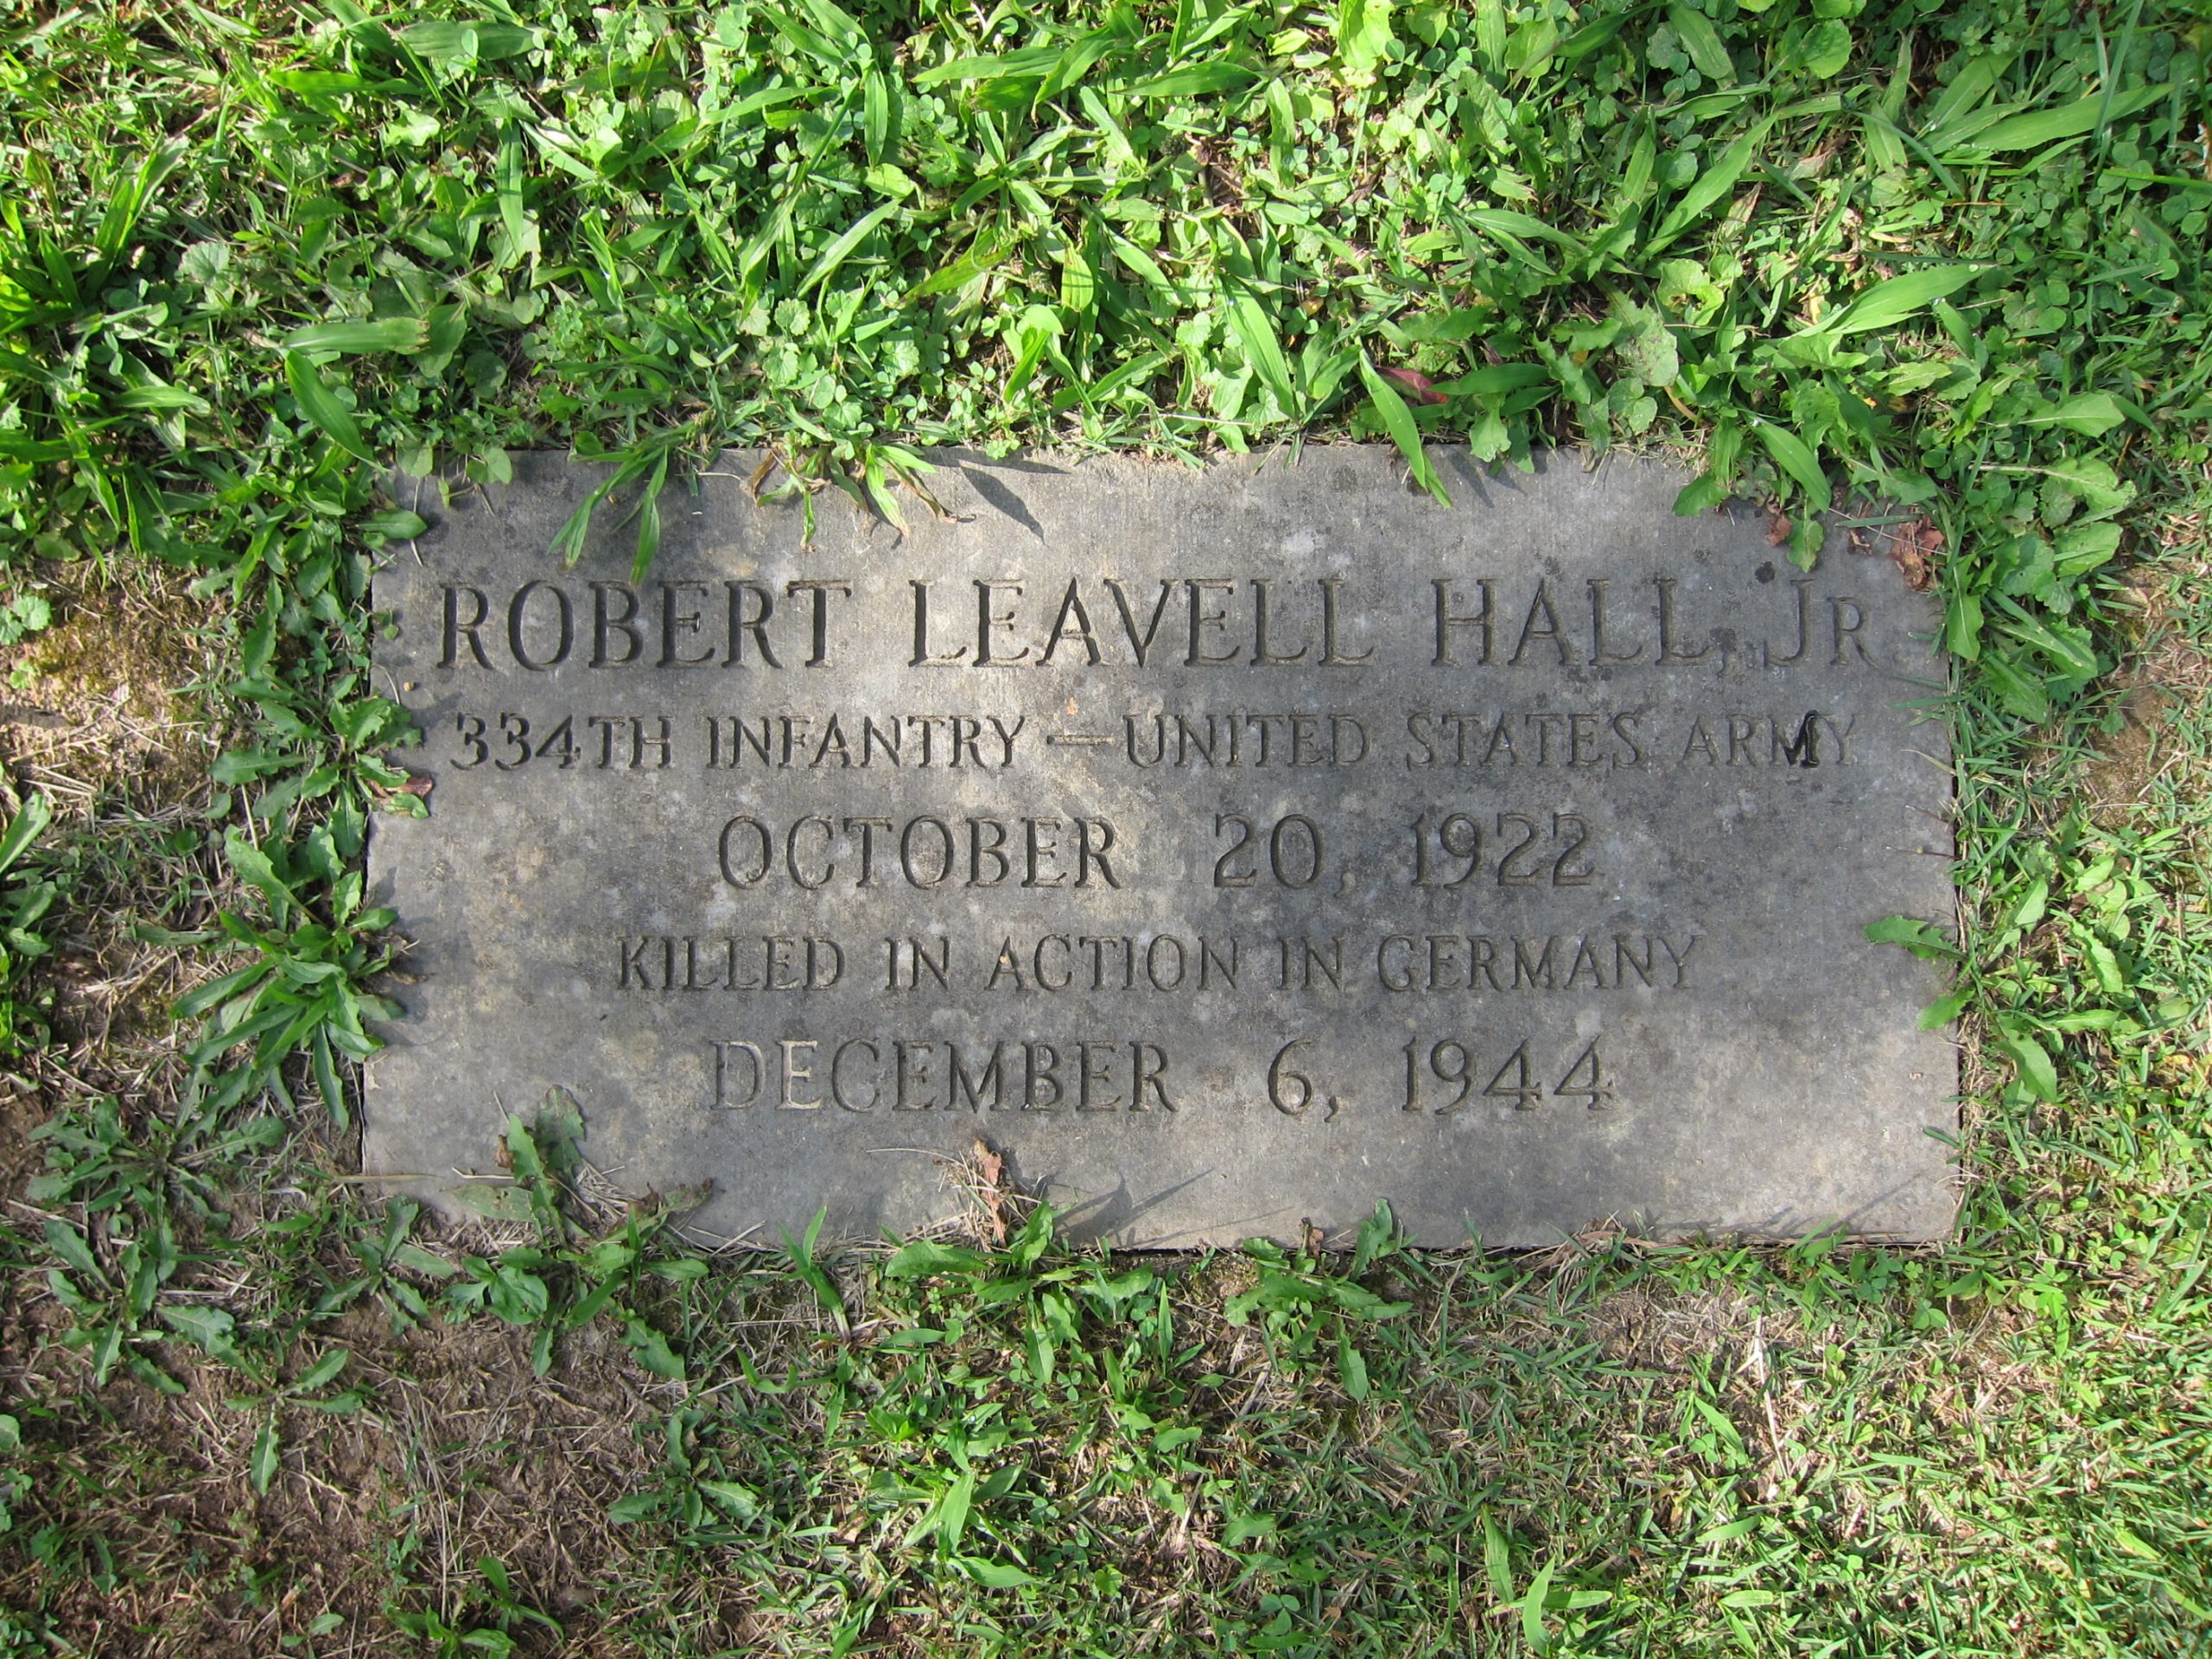 ROBERT LEAVELL HALL, JR
334TH INFANTRY — UNITED STATES ARMY
OCTOBER 20, 1922
KILLED IN ACTION IN GERMANY
DECEMBER 6, 1944